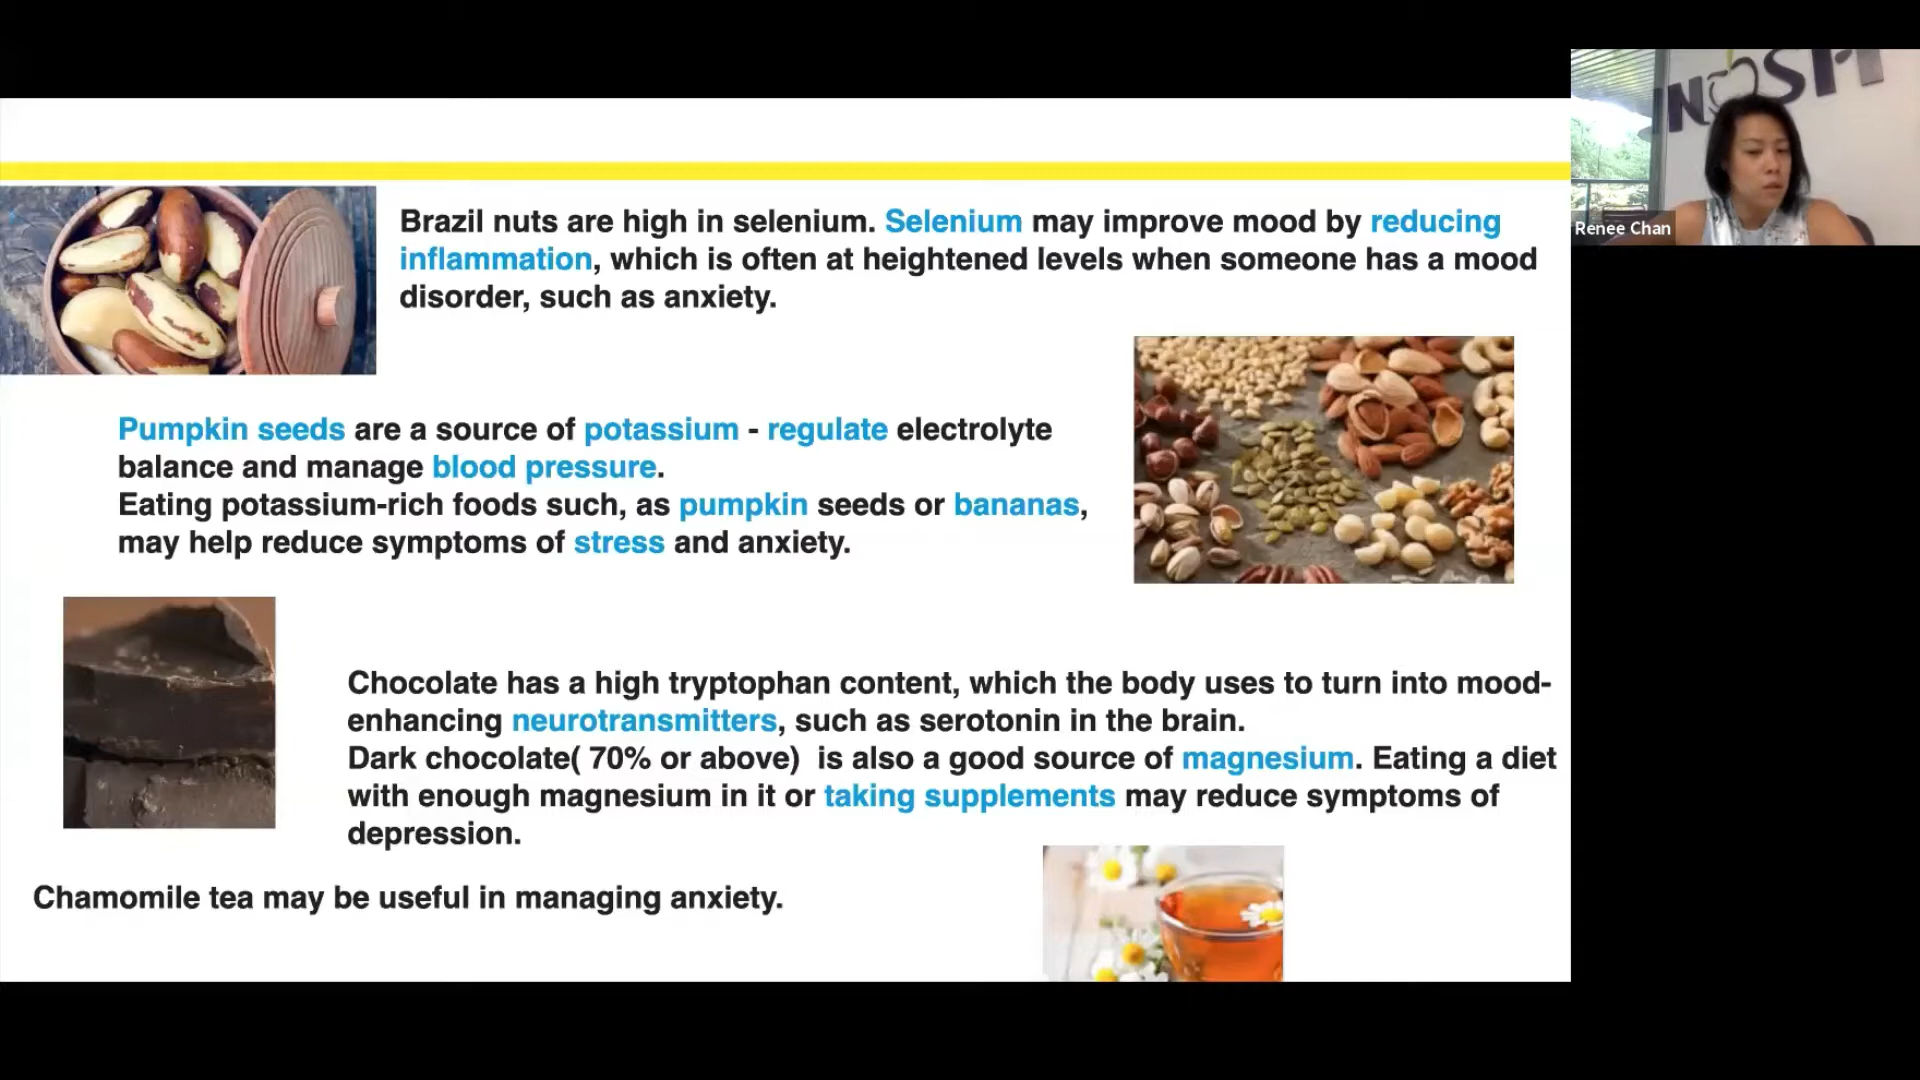 Brazil nuts are high in selenium. Selenium may improve mood by reducing
inflammation, which is often at heightened levels when someone has a mood
disorder, such as anxiety.
Pumpkin seeds are a source of potassium - regulate electrolyte
balance and manage blood pressure.
Eating potassium-rich foods such, as pumpkin seeds or bananas,
may help reduce symptoms of stress and anxiety.
Chocolate has a high tryptophan content, which the body uses to turn into mood-
enhancing neurotransmitters, such as serotonin in the brain.
Dark chocolate( 70% or above)  is also a good source of magnesium. Eating a diet
with enough magnesium in it or taking supplements may reduce symptoms of
depression.
Chamomile tea may be useful in managing anxiety.
NOSH
Renee Chan